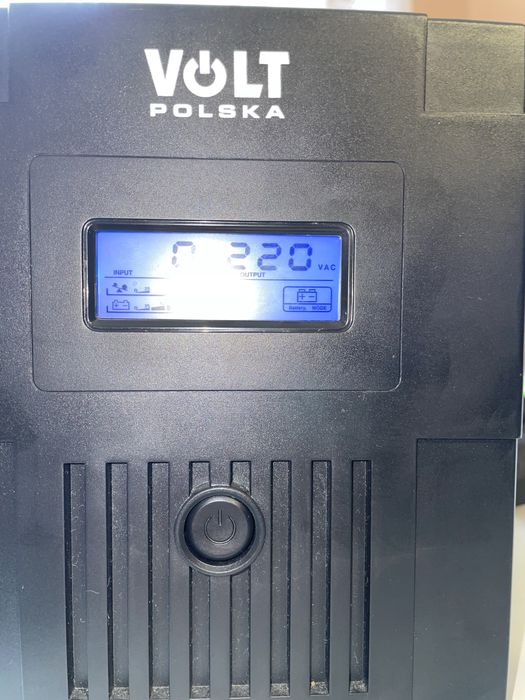 VOLT
POLSKA
220 VAC
INPUT OUTPUT
Battery MODE